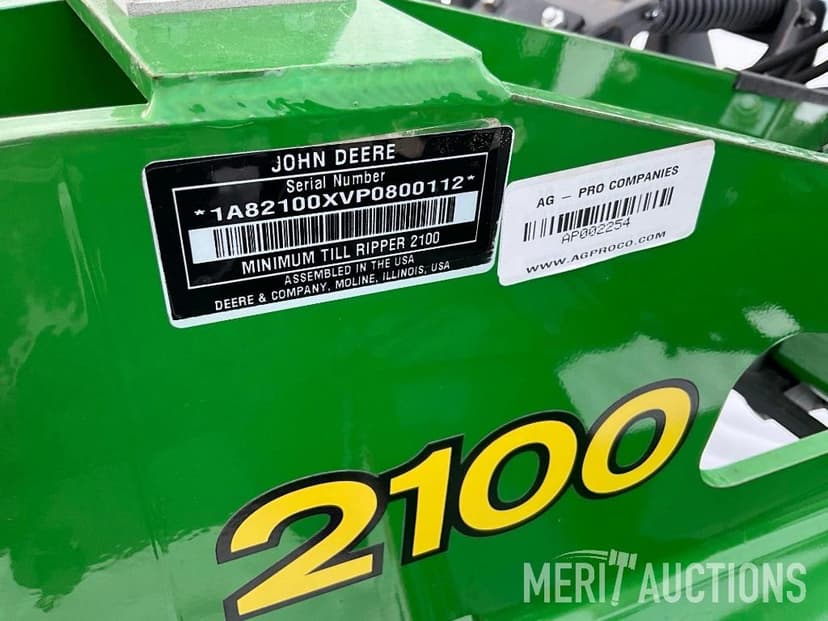 JOHN DEERE
Serial Number
*1A82100XVP0800112*
MINIMUM TILL RIPPER 2100
ASSEMBLED IN THE USA
DEERE & COMPANY, MOLINE, ILLINOIS, USA
AG - PRO COMPANIES
AP002254
WWW.AGPROCO.COM
2100
MERIT AUCTIONS